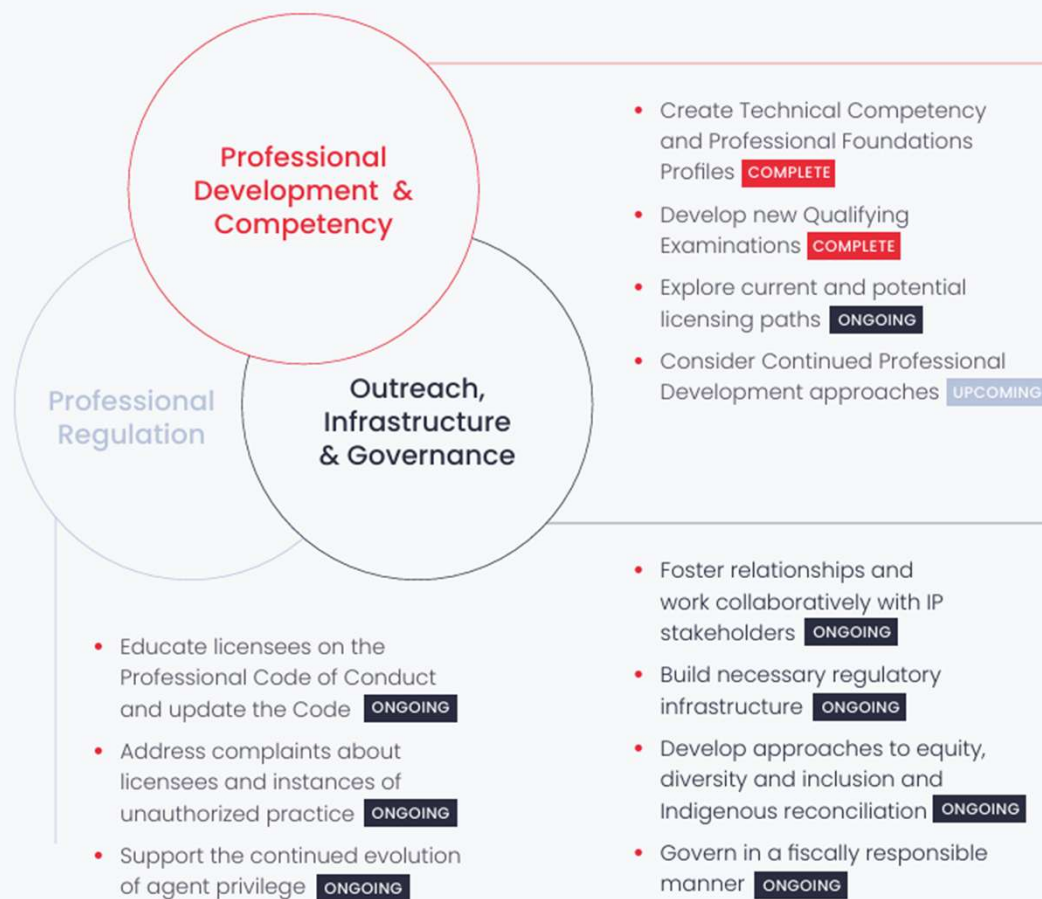 Professional
Development &
Competency
Professional
Regulation
Outreach,
Infrastructure
& Governance
• Create Technical Competency
and Professional Foundations
Profiles COMPLETE
• Develop new Qualifying
Examinations COMPLETE
• Explore current and potential
licensing paths ONGOING
• Consider Continued Professional
Development approaches UPCOMING
• Educate licensees on the
Professional Code of Conduct
and update the Code ONGOING
• Address complaints about
licensees and instances of
unauthorized practice ONGOING
• Support the continued evolution
of agent privilege ONGOING
• Foster relationships and
work collaboratively with IP
stakeholders ONGOING
• Build necessary regulatory
infrastructure ONGOING
• Develop approaches to equity,
diversity and inclusion and
Indigenous reconciliation ONGOING
• Govern in a fiscally responsible
manner ONGOING